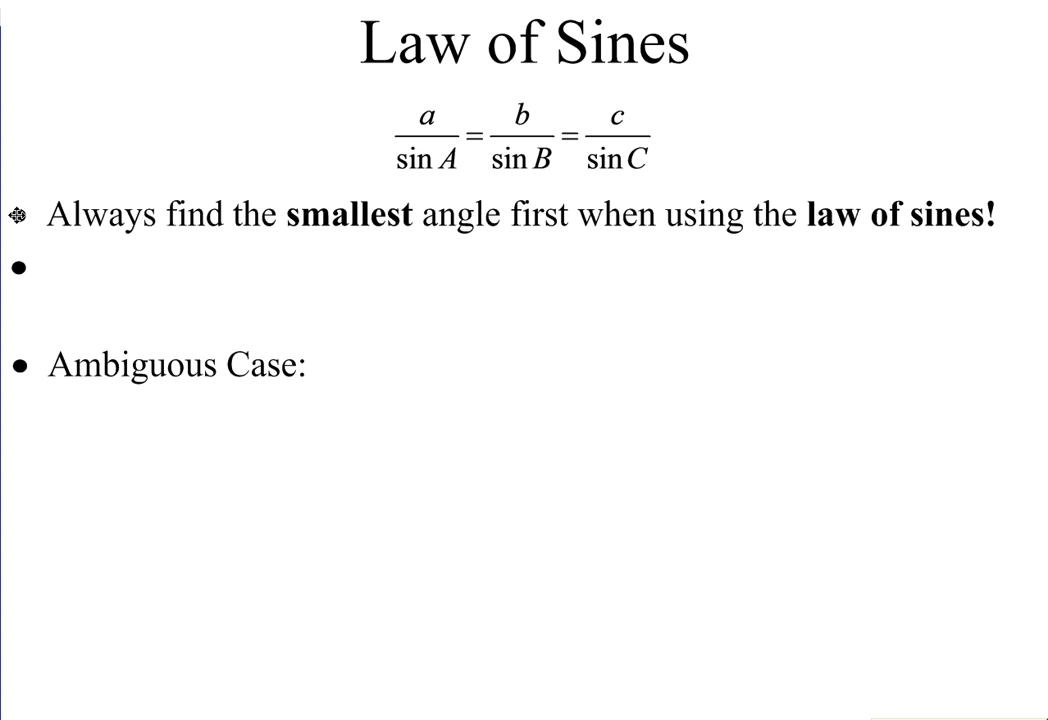 Law of Sines
a/sin A = b/sin B = c/sin C
Always find the smallest angle first when using the law of sines!
•
• Ambiguous Case: